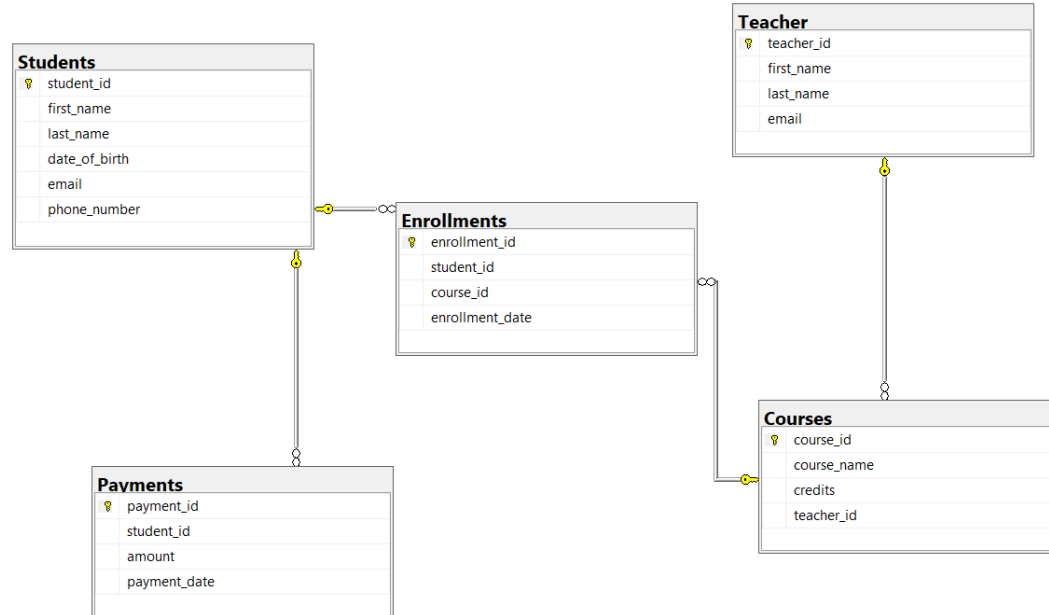 Students
student_id
first_name
last_name
date_of_birth
email
phone_number
Teacher
teacher_id
first_name
last_name
email
Enrollments
enrollment_id
student_id
course_id
enrollment_date
Courses
course_id
course_name
credits
teacher_id
Payments
payment_id
student_id
amount
payment_date